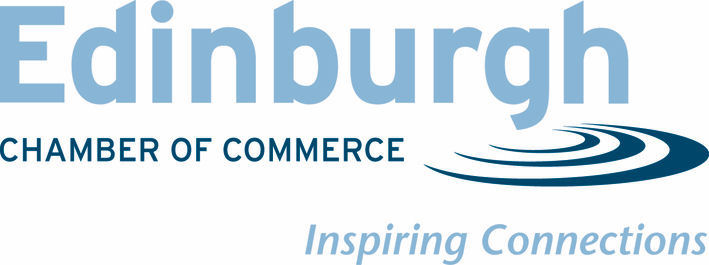 Edinburgh
CHAMBER OF COMMERCE
Inspiring Connections